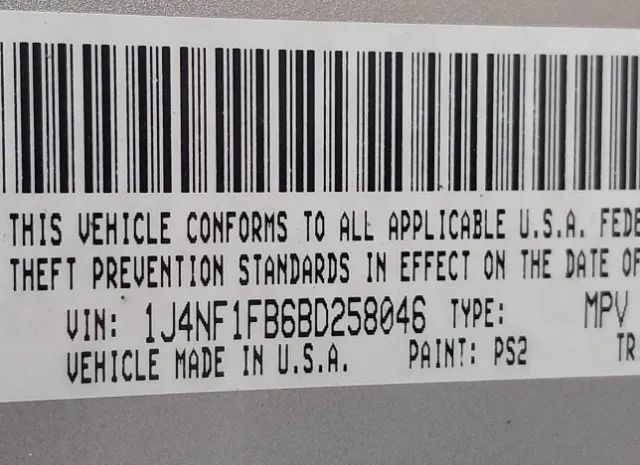 THIS VEHICLE CONFORMS TO ALL APPLICABLE U.S.A. FEDE
THEFT PREVENTION STANDARDS IN EFFECT ON THE DATE OF
VIN: 1J4NF1FB6BD258046 TYPE: MPV
VEHICLE MADE IN U.S.A. PAINT: PS2 TR